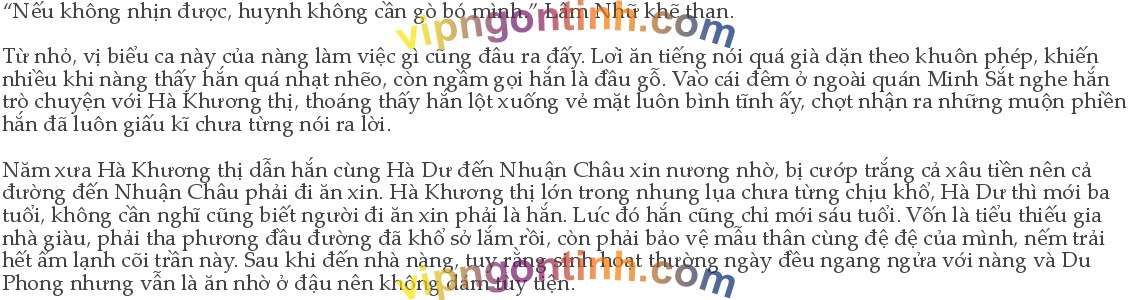 “Nếu không nhịn được, huynh không cần gò bó mình.” Lâm Nhữ khẽ than.
vipngontinh.com
Từ nhỏ, vị biểu ca này của nàng làm việc gì cũng đâu ra đấy. Lời ăn tiếng nói quá già dặn theo khuôn phép, khiến
nhiều khi nàng thấy hắn quá nhạt nhẽo, còn ngầm gọi hắn là đầu gỗ. Vào cái đêm ở ngoài quán Minh Sắt nghe hắn
trò chuyện với Hà Khương thị, thoáng thấy hắn lột xuống vẻ mặt luôn bình tĩnh ấy, chợt nhận ra những muộn phiền
hắn đã luôn giấu kĩ chưa từng nói ra lời.
Năm xưa Hà Khương thị dẫn hắn cùng Hà Dư đến Nhuận Châu xin nương nhờ, bị cướp trắng cả xâu tiền nên cả
đường đến Nhuận Châu phải đi ăn xin. Hà Khương thị lớn trong nhung lụa chưa từng chịu khổ, Hà Dư thì mới ba
tuổi, không cần nghĩ cũng biết người đi ăn xin phải là hắn. Lúc đó hắn cũng chỉ mới sáu tuổi. Vốn là tiểu thiếu gia
nhà giàu, phải tha phương đầu đường đã khổ sở lắm rồi, còn phải bảo vệ mẫu thân cùng đệ đệ của mình, nếm trải
hết ấm lạnh cõi trần này. Sau khi đến nhà nàng, tuy rằng sinh hoạt thường ngày đều ngang ngửa với nàng và Du
Phong nhưng vẫn là ăn nhờ ở đậu nên không dám tùy tiện.
vipngontinh.com